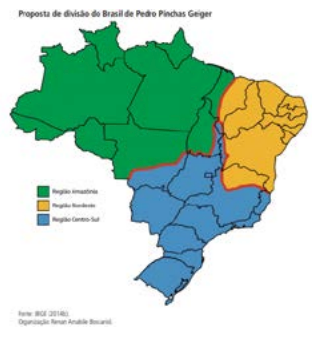 Proposta de divisão do Brasil de Pedro Pinchas Geiger
Região Amazônia
Região Nordeste
Região Centro-Sul
Fonte: IBGE (2014b).
Organização Renan Amabile Boscariol.